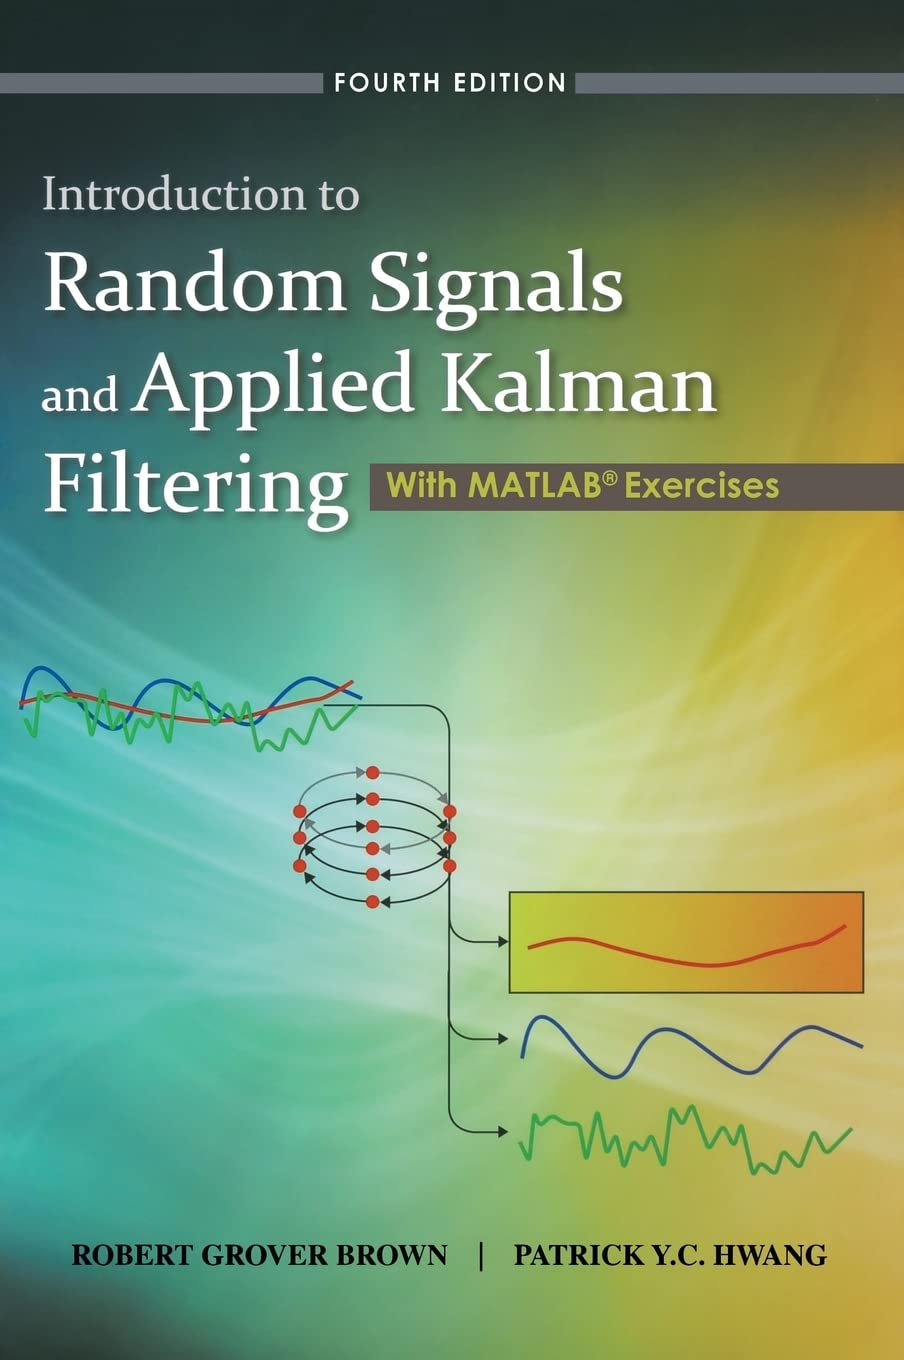 FOURTH EDITION
Introduction to
Random Signals
and Applied Kalman
Filtering With MATLAB® Exercises
ROBERT GROVER BROWN | PATRICK Y.C. HWANG